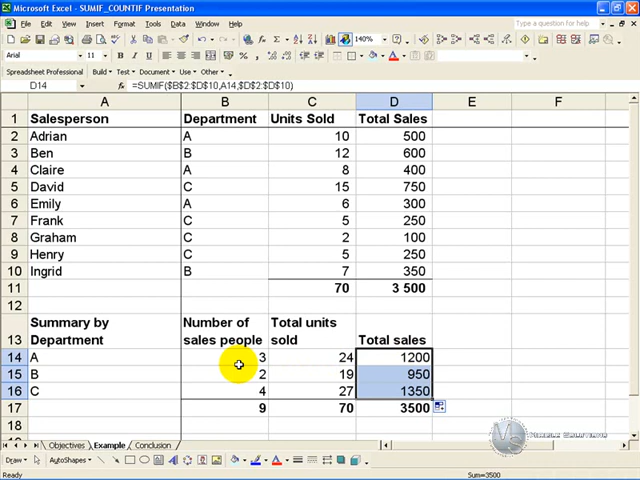 Microsoft Excel - SUMIF_COUNTIF Presentation
File Edit View Insert Format Tools Data Window Help Type a question for help
140%
Arial 11
Spreadsheet Professional Build Test Document Use Other
D14 fx =SUMIF($B$2:$D$10,A14,$D$2:$D$10)
A B C D E F
1 Salesperson Department Units Sold Total Sales
2 Adrian A 10 500
3 Ben B 12 600
4 Claire A 8 400
5 David C 15 750
6 Emily A 6 300
7 Frank C 5 250
8 Graham C 2 100
9 Henry C 5 250
10 Ingrid B 7 350
11 70 3 500
12
Summary by Number of Total units
13 Department sales people sold Total sales
14 A 3 24 1200
15 B 2 19 950
16 C 4 27 1350
17 9 70 3500
Objectives Example Conclusion
Draw AutoShapes
Ready Sum=3500